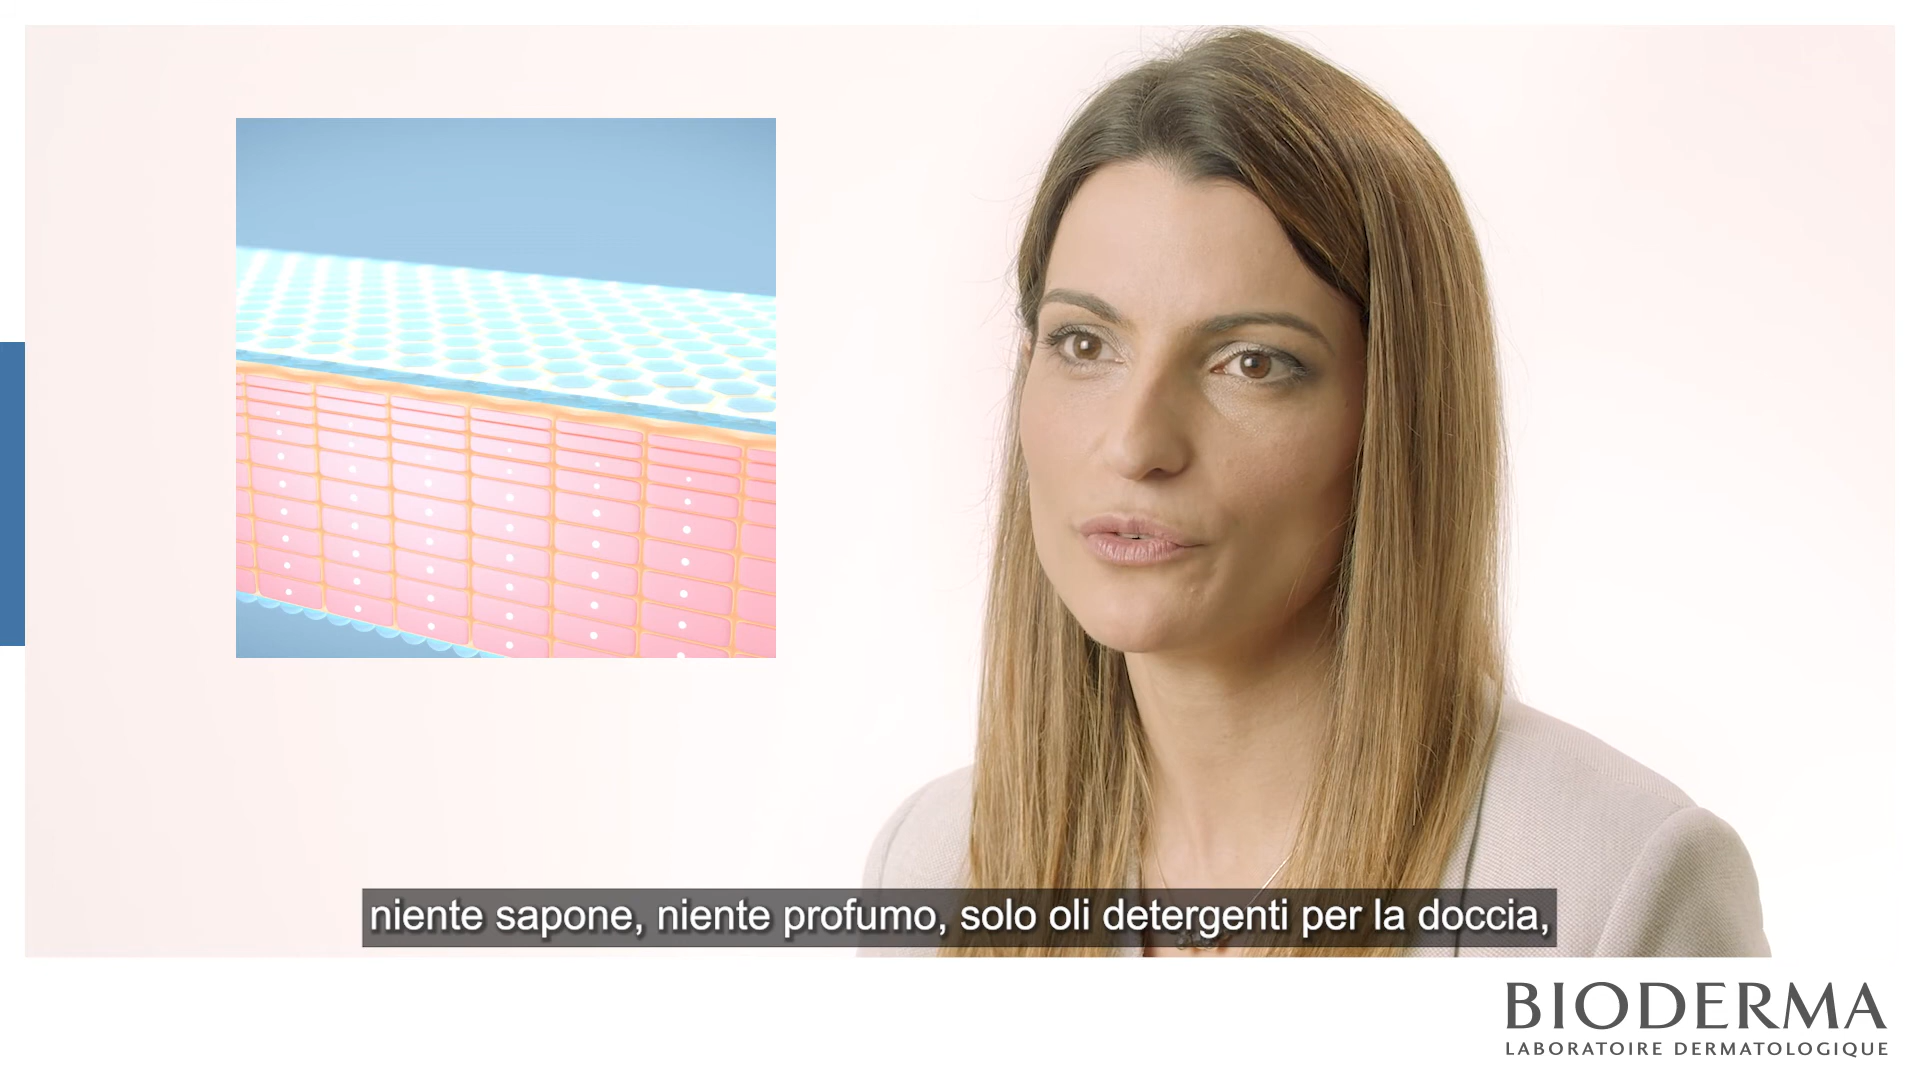 niente sapone, niente profumo, solo oli detergenti per la doccia,
BIODERMA
LABORATOIRE DERMATOLOGIQUE